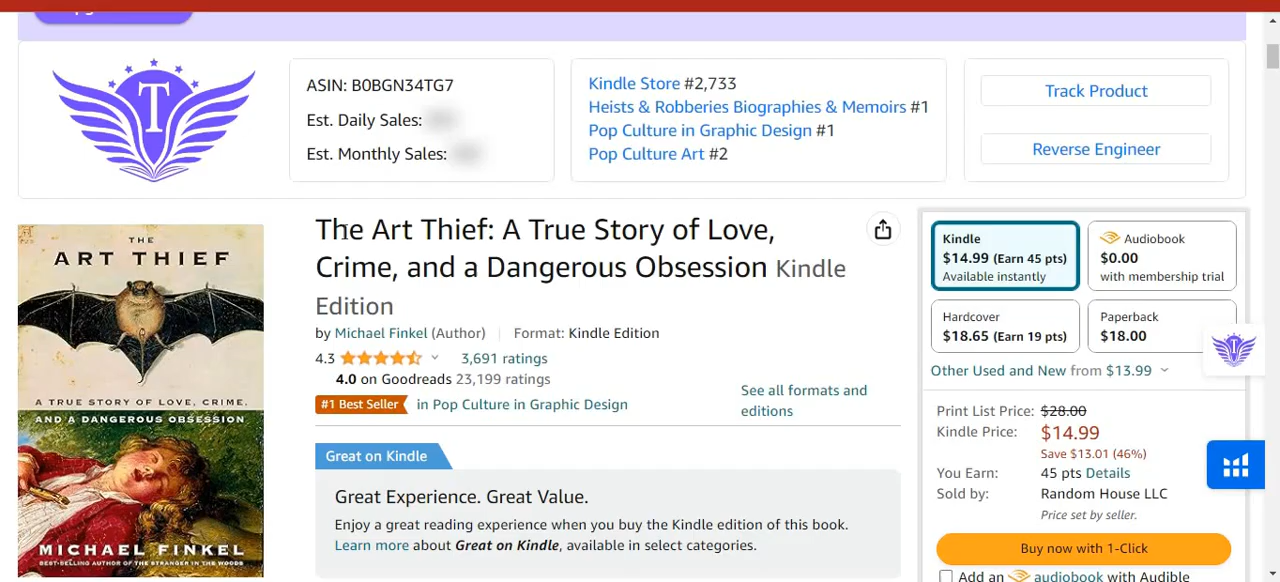 T
ASIN: B0BGN34TG7
Est. Daily Sales:
Est. Monthly Sales:
Kindle Store #2,733
Heists & Robberies Biographies & Memoirs #1
Pop Culture in Graphic Design #1
Pop Culture Art #2
Track Product
Reverse Engineer
THE
ART THIEF
A TRUE STORY OF LOVE, CRIME,
AND A DANGEROUS OBSESSION
MICHAEL FINKEL
BEST-SELLING AUTHOR OF THE STRANGER IN THE WOODS
The Art Thief: A True Story of Love,
Crime, and a Dangerous Obsession Kindle
Edition
by Michael Finkel (Author) | Format: Kindle Edition
4.3 3,691 ratings
4.0 on Goodreads 23,199 ratings
#1 Best Seller in Pop Culture in Graphic Design
See all formats and
editions
Great on Kindle
Great Experience. Great Value.
Enjoy a great reading experience when you buy the Kindle edition of this book.
Learn more about Great on Kindle, available in select categories.
Kindle
$14.99 (Earn 45 pts)
Available instantly
Audiobook
$0.00
with membership trial
Hardcover
$18.65 (Earn 19 pts)
Paperback
$18.00
T
Other Used and New from $13.99
Print List Price: $28.00
Kindle Price: $14.99
Save $13.01 (46%)
You Earn: 45 pts Details
Sold by: Random House LLC
Price set by seller.
Buy now with 1-Click
Add an audiobook with Audible